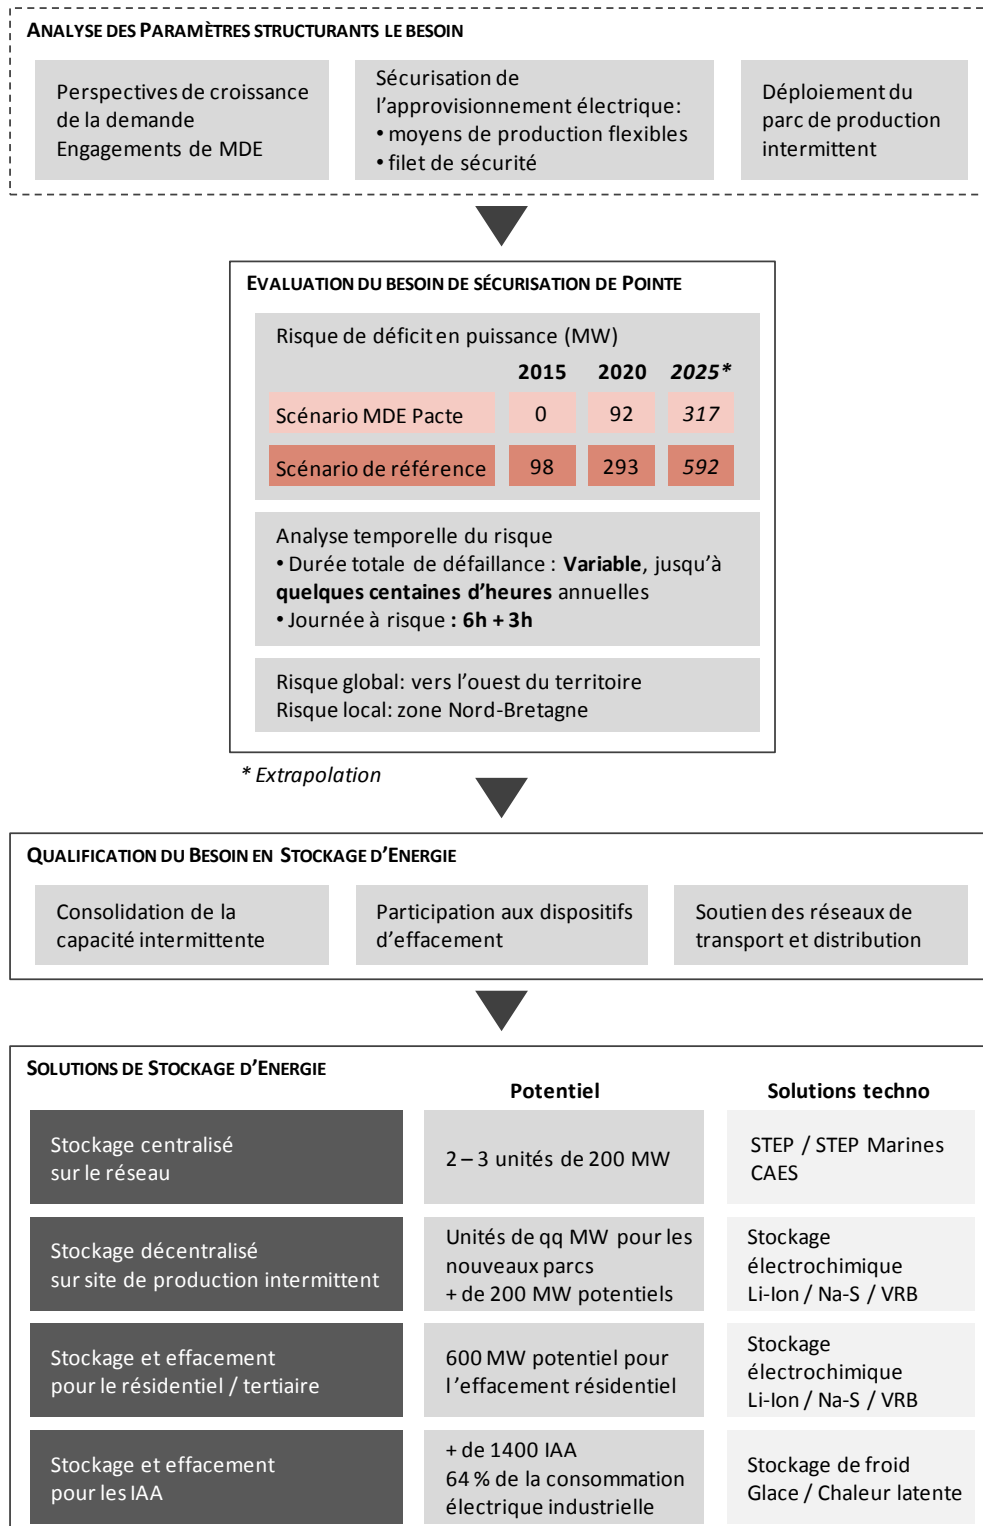 ANALYSE DES PARAMÈTRES STRUCTURANTS LE BESOIN
Perspectives de croissance
de la demande
Engagements de MDE
Sécurisation de
l'approvisionnement électrique:
• moyens de production flexibles
• filet de sécurité
Déploiement du
parc de production
intermittent
EVALUATION DU BESOIN DE SÉCURISATION DE POINTE
Risque de déficit en puissance (MW)
2015 2020 2025*
Scénario MDE Pacte 0 92 317
Scénario de référence 98 293 592
Analyse temporelle du risque
• Durée totale de défaillance : Variable, jusqu'à
quelques centaines d'heures annuelles
• Journée à risque : 6h + 3h
Risque global: vers l'ouest du territoire
Risque local: zone Nord-Bretagne
* Extrapolation
QUALIFICATION DU BESOIN EN STOCKAGE D'ENERGIE
Consolidation de la
capacité intermittente
Participation aux dispositifs
d'effacement
Soutien des réseaux de
transport et distribution
SOLUTIONS DE STOCKAGE D'ENERGIE
Potentiel Solutions techno
Stockage centralisé
sur le réseau
2 – 3 unités de 200 MW
STEP / STEP Marines
CAES
Stockage décentralisé
sur site de production intermittent
Unités de qq MW pour les
nouveaux parcs
+ de 200 MW potentiels
Stockage
électrochimique
Li-Ion / Na-S / VRB
Stockage et effacement
pour le résidentiel / tertiaire
600 MW potentiel pour
l'effacement résidentiel
Stockage
électrochimique
Li-Ion / Na-S / VRB
Stockage et effacement
pour les IAA
+ de 1400 IAA
64 % de la consommation
électrique industrielle
Stockage de froid
Glace / Chaleur latente